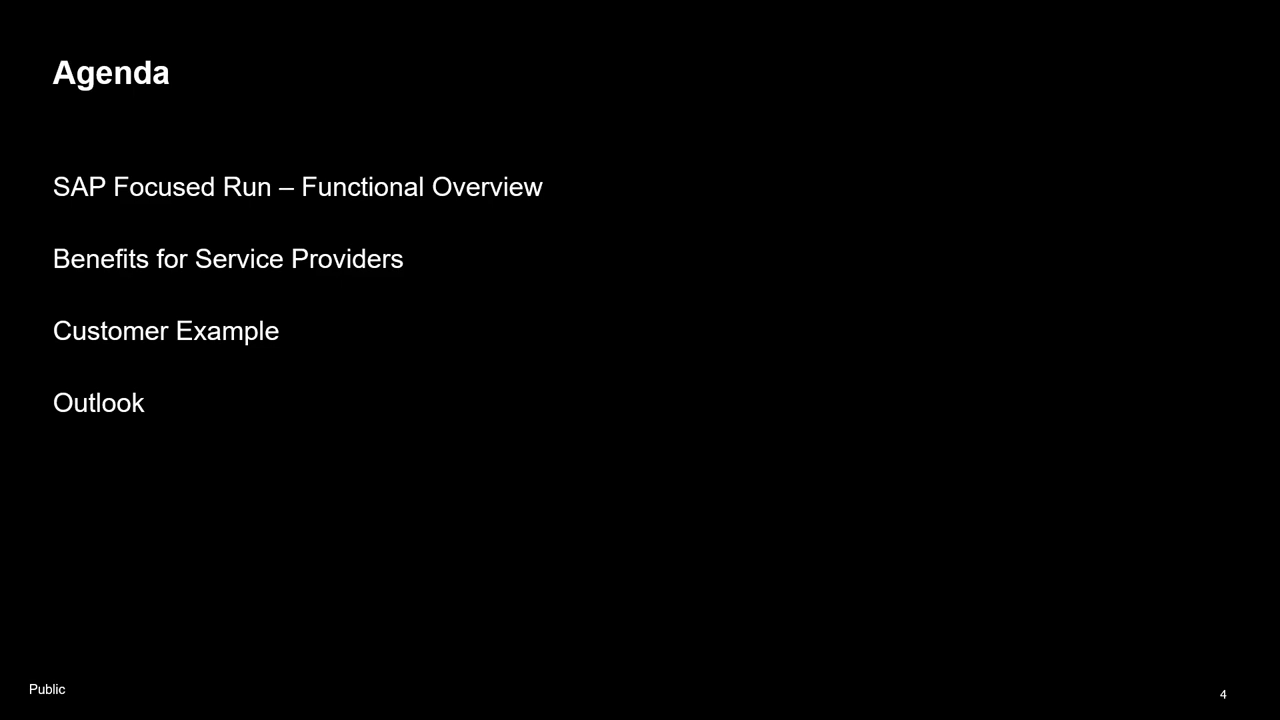 Agenda
SAP Focused Run – Functional Overview
Benefits for Service Providers
Customer Example
Outlook
Public
4